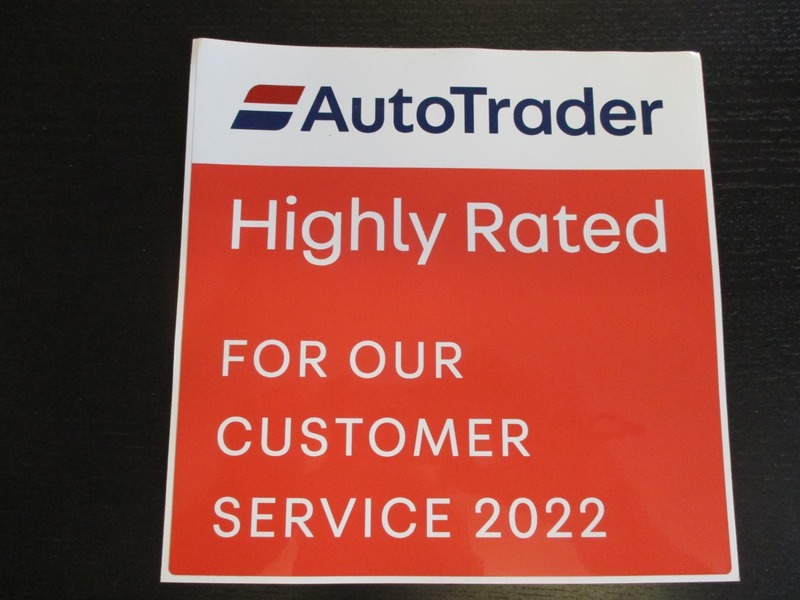 AutoTrader
Highly Rated
FOR OUR
CUSTOMER
SERVICE 2022